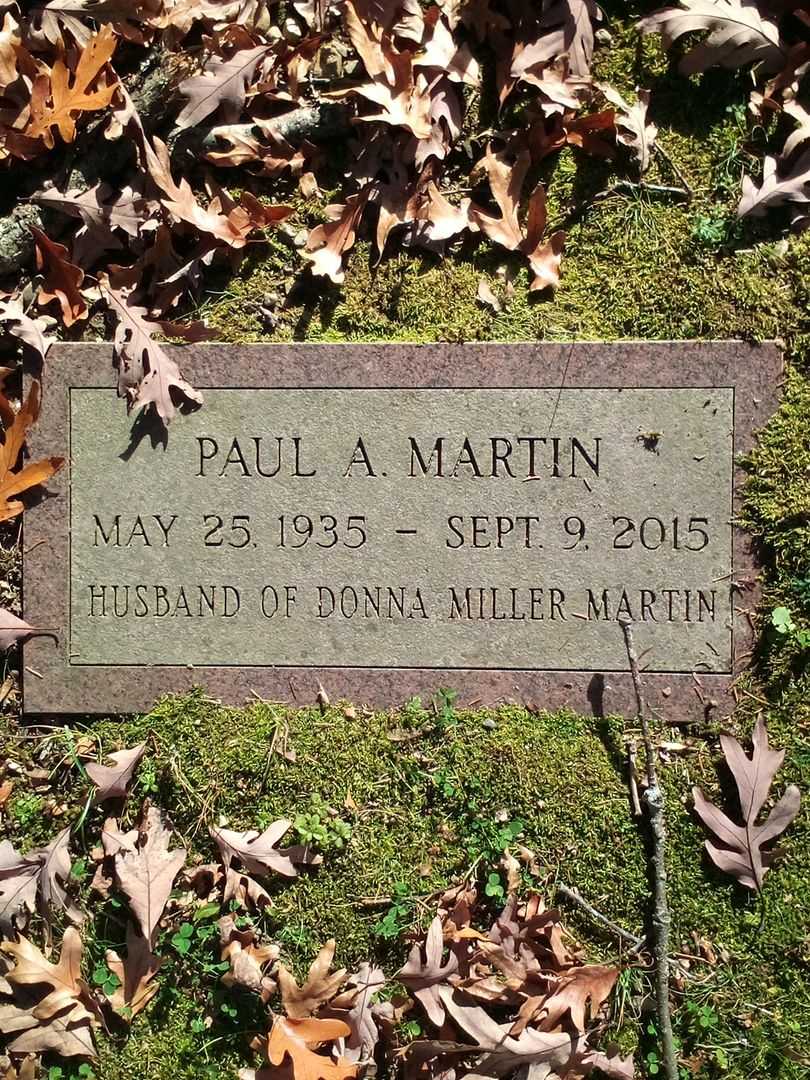 PAUL A. MARTIN
MAY 25, 1935 – SEPT. 9, 2015
HUSBAND OF DONNA MILLER MARTIN